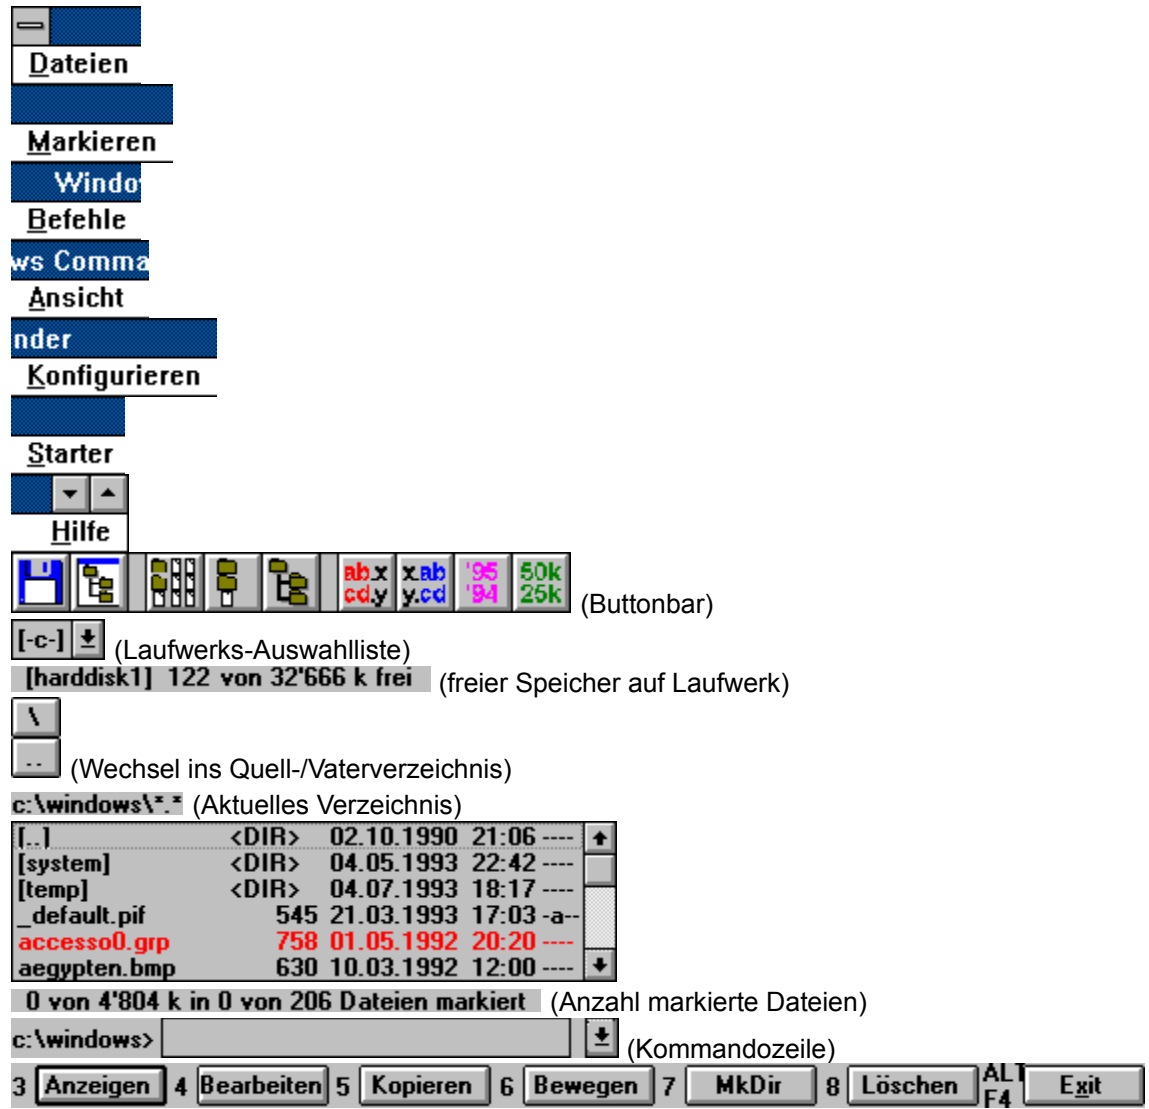 Dateien
Markieren
Windo
Befehle
ws Comma
Ansicht
nder
Konfigurieren
Starter
Hilfe
ab.x x.ab '95 50k
cd.y y.cd '94 25k (Buttonbar)
[-c-] (Laufwerks-Auswahlliste)
[harddisk1] 122 von 32'666 k frei (freier Speicher auf Laufwerk)
\
.. (Wechsel ins Quell-/Vaterverzeichnis)
c:\windows\*.* (Aktuelles Verzeichnis)
[..] <DIR> 02.10.1990 21:06 ----
[system] <DIR> 04.05.1993 22:42 ----
[temp] <DIR> 04.07.1993 18:17 ----
_default.pif 545 21.03.1993 17:03 -a--
accesso0.grp 758 01.05.1992 20:20 ----
aegypten.bmp 630 10.03.1992 12:00 ----
0 von 4'804 k in 0 von 206 Dateien markiert (Anzahl markierte Dateien)
c:\windows> (Kommandozeile)
3 Anzeigen 4 Bearbeiten 5 Kopieren 6 Bewegen 7 MkDir 8 Löschen ALT F4 Exit